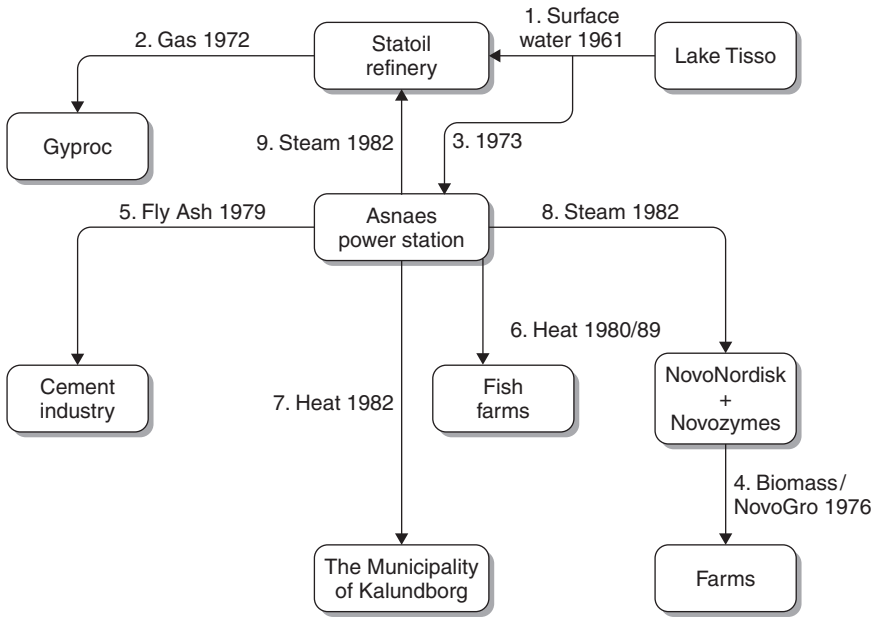 1. Surface
water 1961
2. Gas 1972
Statoil
refinery
Lake Tisso
Gyproc
9. Steam 1982
3. 1973
5. Fly Ash 1979
Asnaes
power station
8. Steam 1982
6. Heat 1980/89
Cement
industry
7. Heat 1982
Fish
farms
NovoNordisk
+
Novozymes
4. Biomass/
NovoGro 1976
The Municipality
of Kalundborg
Farms